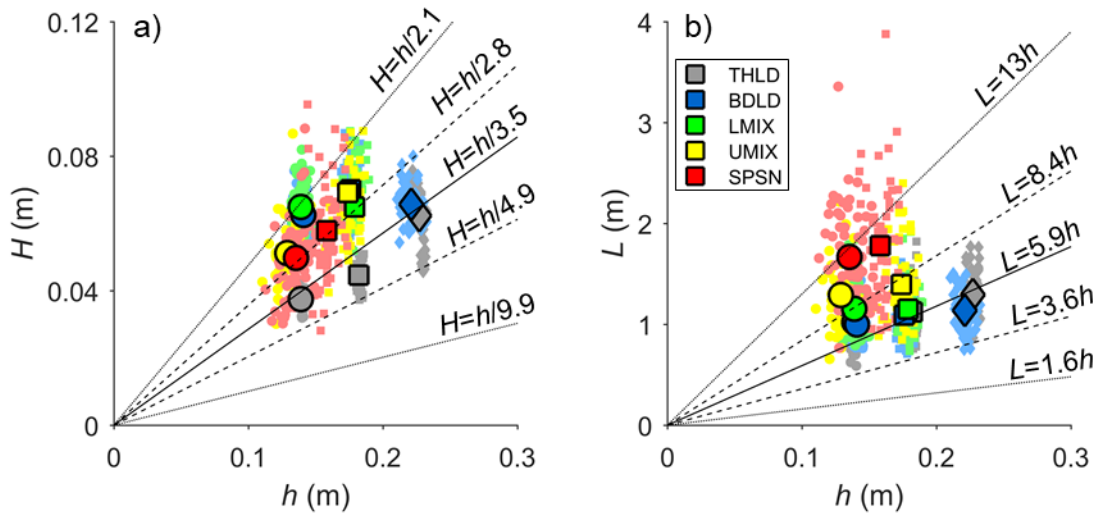 a)
0.12
0.08
0.04
0
H (m)
0
0.1
0.2
0.3
h (m)
H=h/2.1
H=h/2.8
H=h/3.5
H=h/4.9
H=h/9.9
b)
4
3
2
1
0
L (m)
0
0.1
0.2
0.3
h (m)
THLD
BDLD
LMIX
UMIX
SPSN
L=13h
L=8.4h
L=5.9h
L=3.6h
L=1.6h